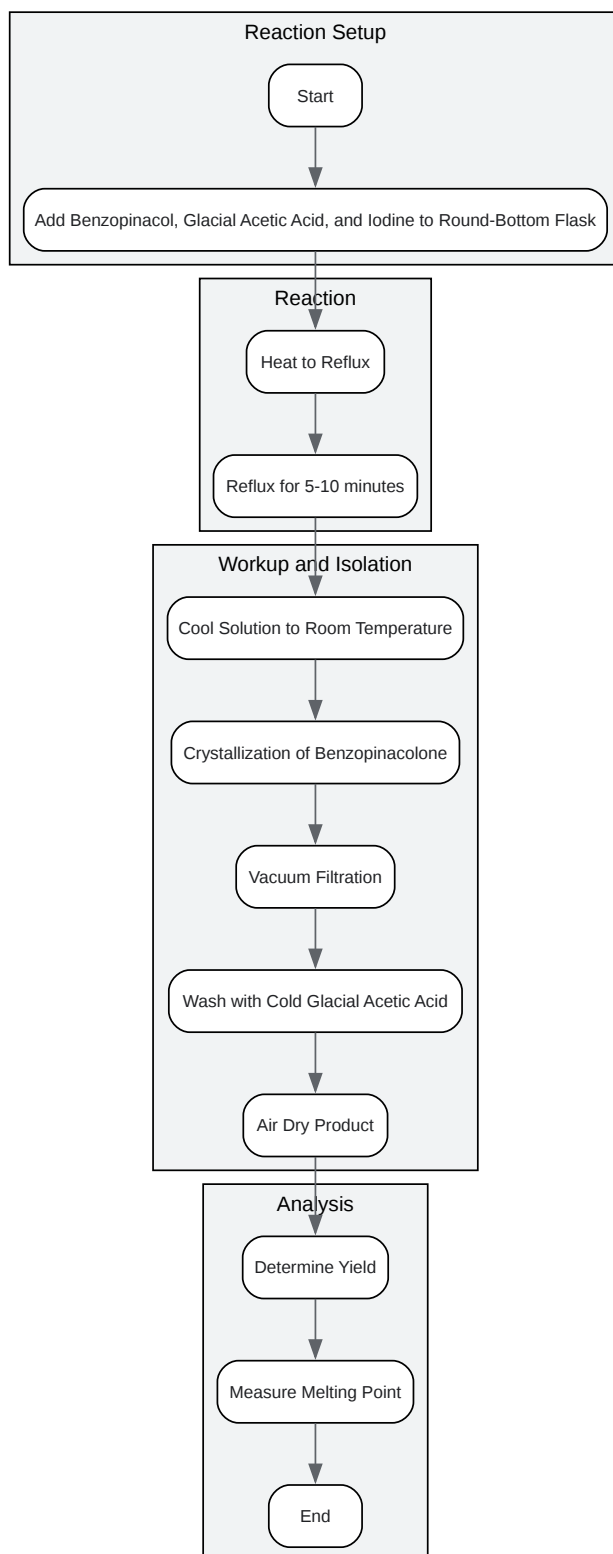 Reaction Setup
Start
Add Benzopinacol, Glacial Acetic Acid, and Iodine to Round-Bottom Flask
Reaction
Heat to Reflux
Reflux for 5-10 minutes
Workup and Isolation
Cool Solution to Room Temperature
Crystallization of Benzopinacolone
Vacuum Filtration
Wash with Cold Glacial Acetic Acid
Air Dry Product
Analysis
Determine Yield
Measure Melting Point
End